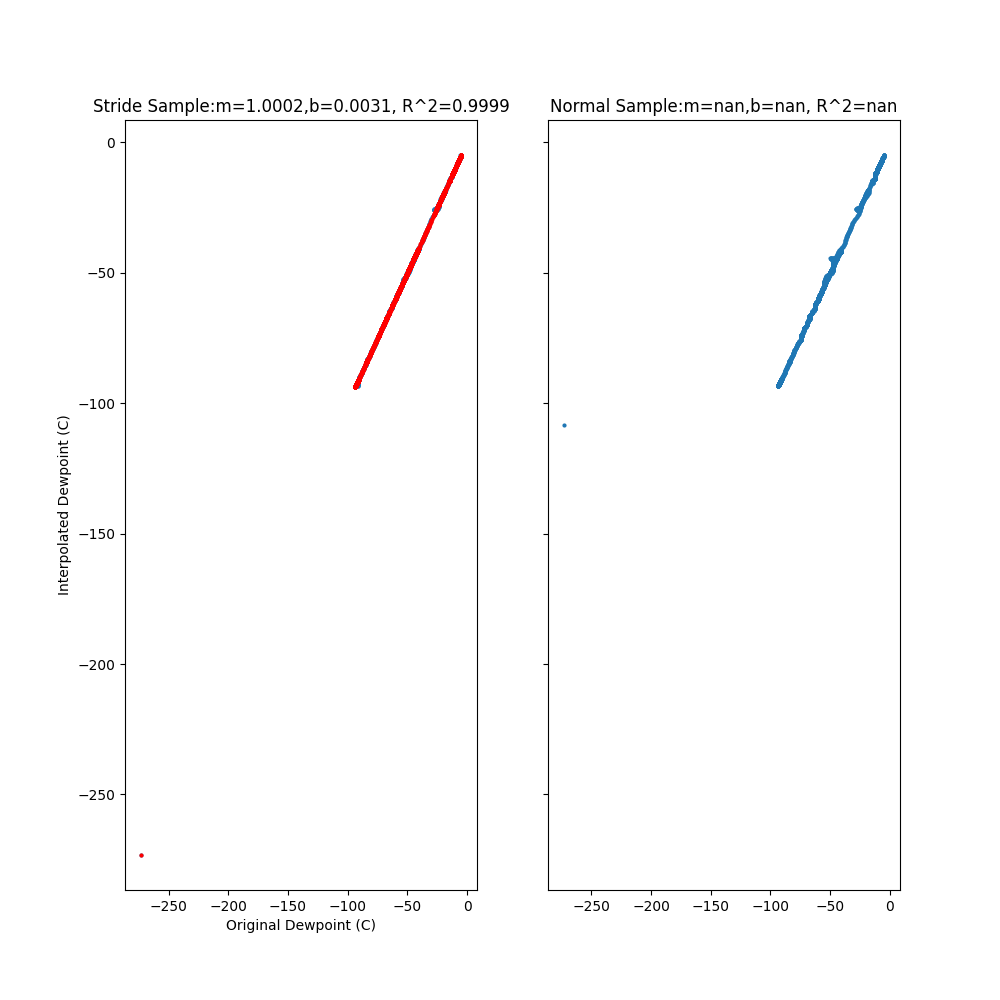 Stride Sample:m=1.0002,b=0.0031, R^2=0.9999
Normal Sample:m=nan,b=nan, R^2=nan
0
−50
−100
−150
−200
−250
Interpolated Dewpoint (C)
−250 −200 −150 −100 −50 0
−250 −200 −150 −100 −50 0
Original Dewpoint (C)